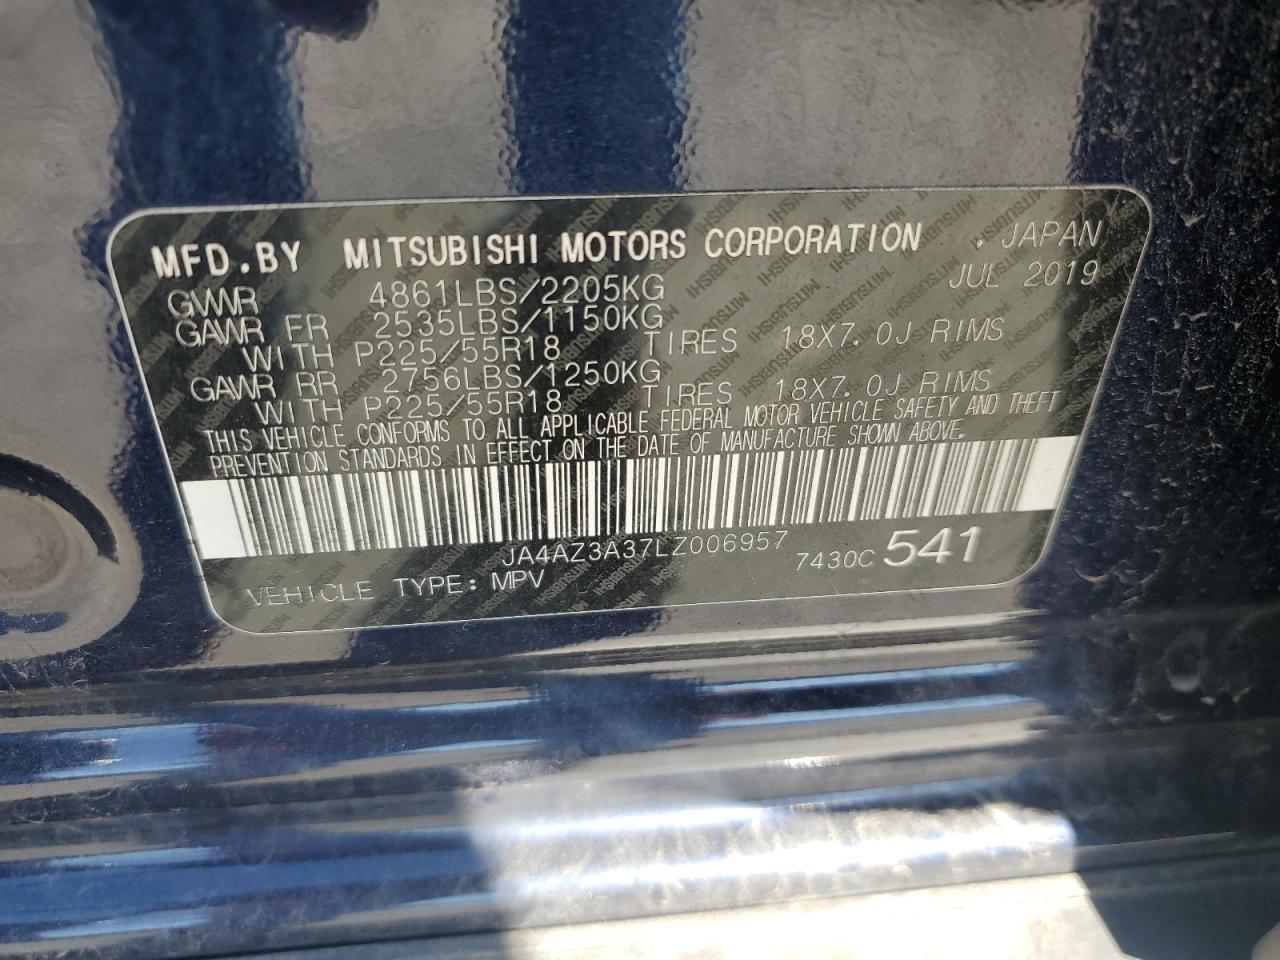 MFD.BY MITSUBISHI MOTORS CORPORATION . JAPAN
GVWR 4861LBS/2205KG JUL 2019
GAWR FR 2535LBS/1150KG
WITH P225/55R18 TIRES 18X7.0J RIMS
GAWR RR 2756LBS/1250KG
WITH P225/55R18 TIRES 18X7.0J RIMS
THIS VEHICLE CONFORMS TO ALL APPLICABLE FEDERAL MOTOR VEHICLE SAFETY AND THEFT
PREVENTION STANDARDS IN EFFECT ON THE DATE OF MANUFACTURE SHOWN ABOVE.
JA4AZ3A37LZ006957 7430C 541
VEHICLE TYPE: MPV